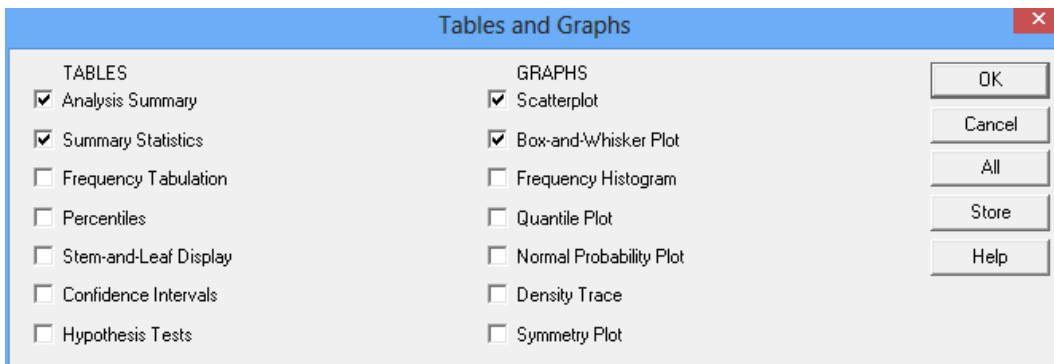 Tables and Graphs
TABLES
Analysis Summary
Summary Statistics
Frequency Tabulation
Percentiles
Stem-and-Leaf Display
Confidence Intervals
Hypothesis Tests
GRAPHS
Scatterplot
Box-and-Whisker Plot
Frequency Histogram
Quantile Plot
Normal Probability Plot
Density Trace
Symmetry Plot
OK
Cancel
All
Store
Help